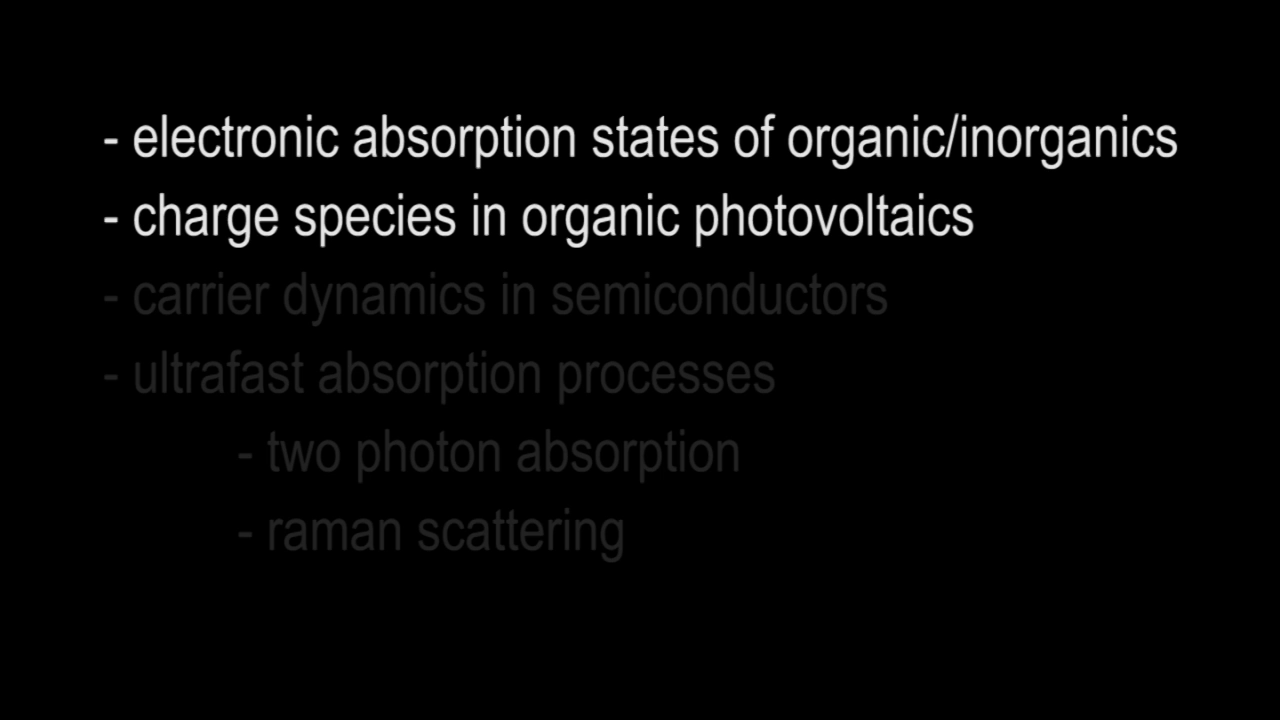 - electronic absorption states of organic/inorganics
- charge species in organic photovoltaics
- carrier dynamics in semiconductors
- ultrafast absorption processes
- two photon absorption
- raman scattering